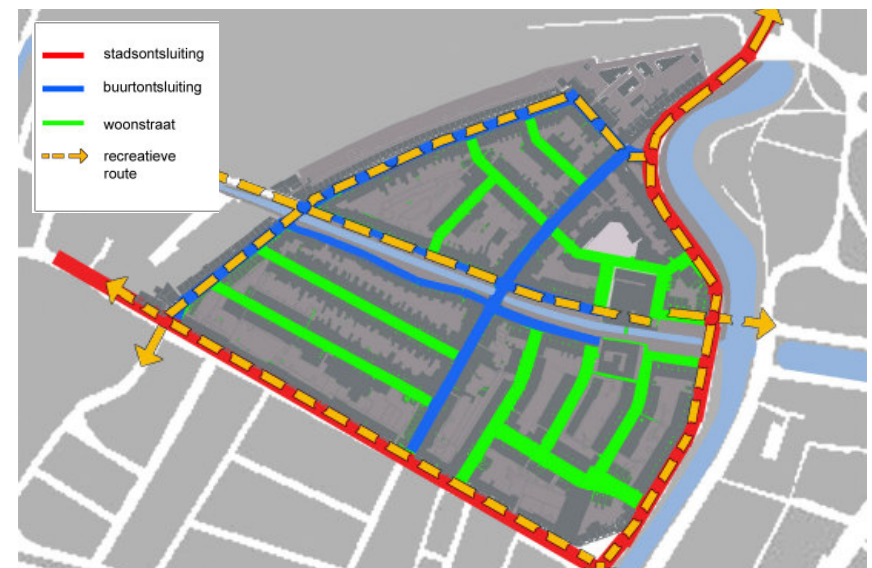 stadsontsluiting
buurtontsluiting
woonstraat
recreatieve
route